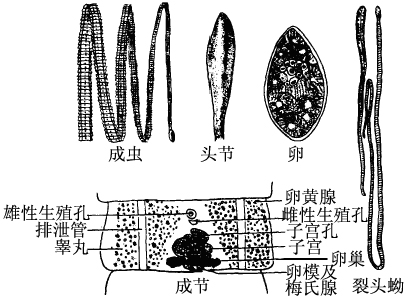 成虫
头节
卵
雄性生殖孔
排泄管
睾丸
卵黄腺
雌性生殖孔
子宫孔
子宫
卵巢
卵模及
梅氏腺
成节
裂头蚴